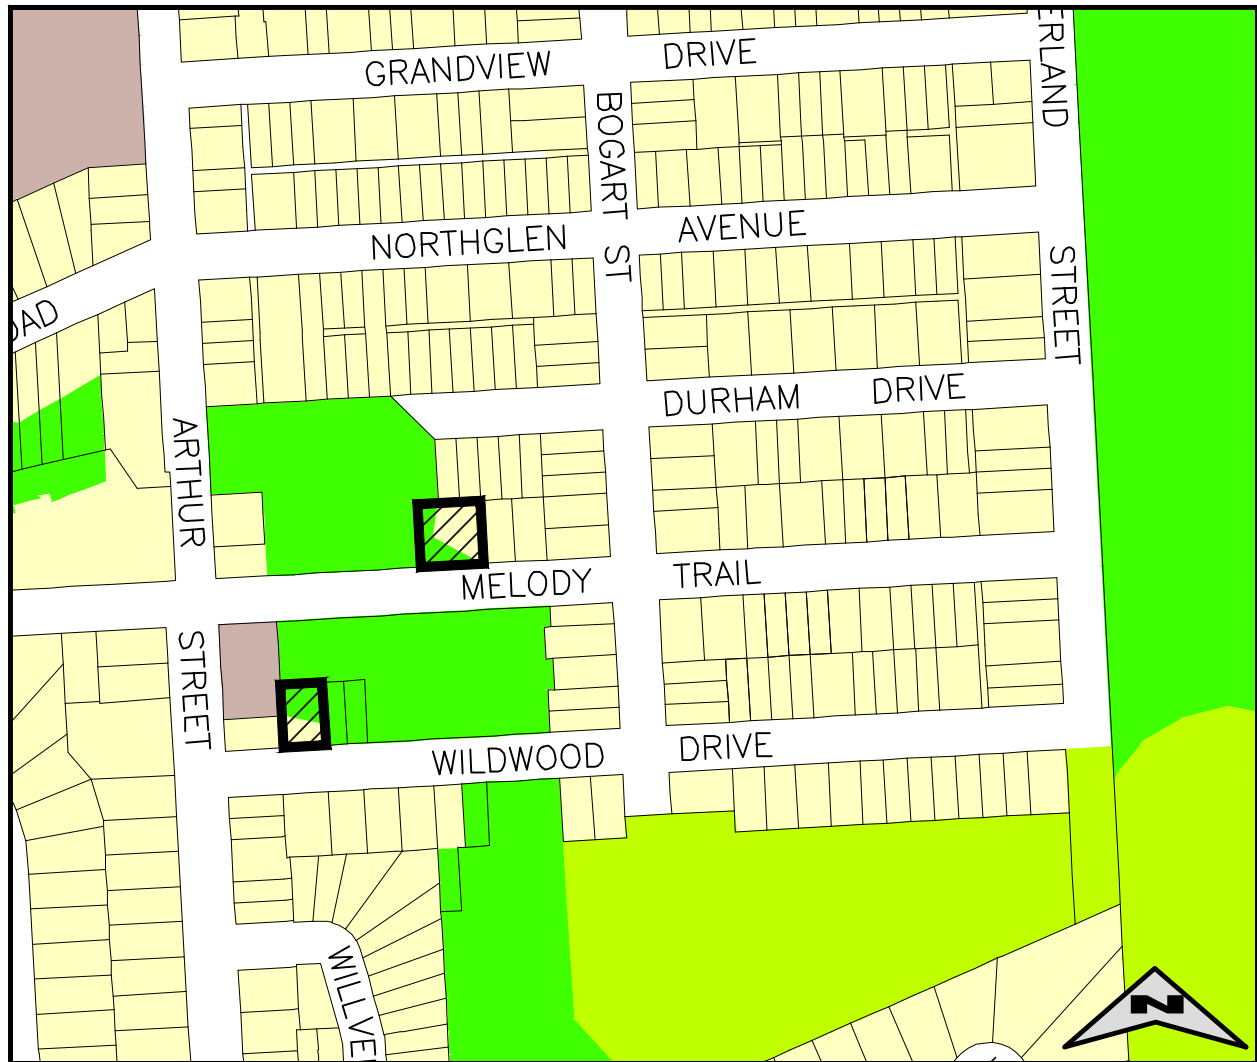 GRANDVIEW DRIVE
ERLAND
BOGART ST
NORTHGLEN AVENUE
STREET
OAD
DURHAM DRIVE
ARTHUR
MELODY TRAIL
STREET
WILDWOOD DRIVE
WILLVE
N